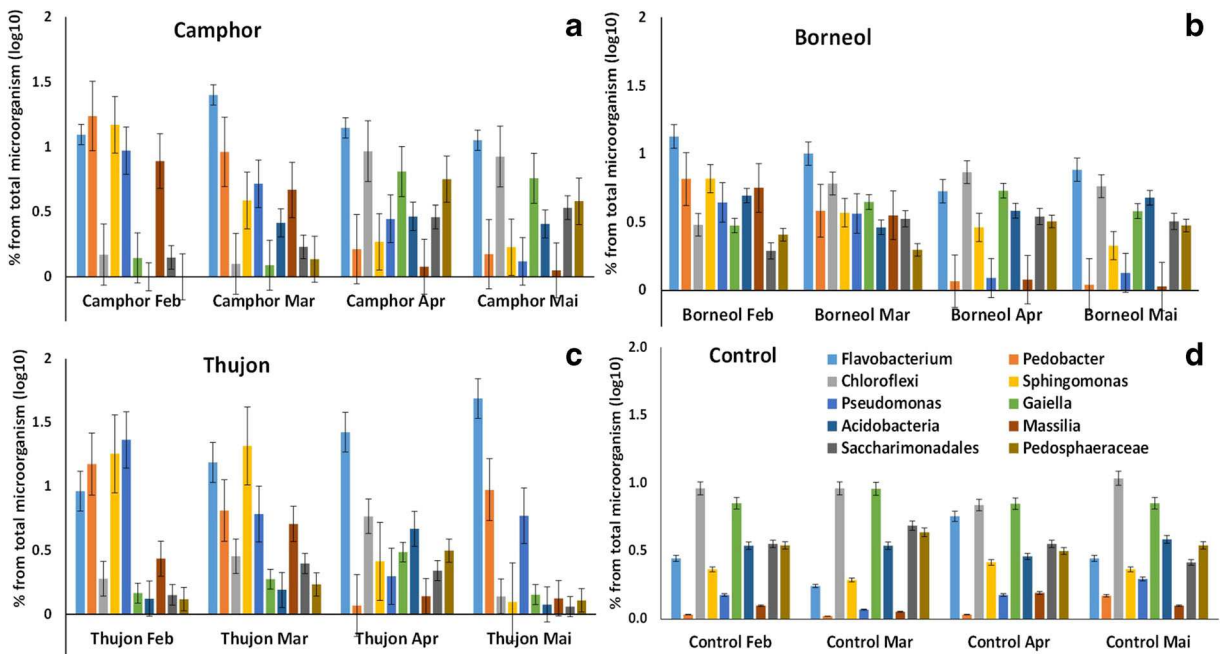 Camphor
a
% from total microorganism (log10)
2
1.5
1
0.5
0
Camphor Feb
Camphor Mar
Camphor Apr
Camphor Mai
Borneol
b
% from total microorganism (log10)
2
1.5
1
0.5
0
Borneol Feb
Borneol Mar
Borneol Apr
Borneol Mai
Thujon
c
% from total microorganism (log10)
2
1.5
1
0.5
0
Thujon Feb
Thujon Mar
Thujon Apr
Thujon Mai
Control
d
% from total microorganism (log10)
2.0
1.5
1.0
0.5
0.0
Flavobacterium
Pedobacter
Chloroflexi
Sphingomonas
Pseudomonas
Gaiella
Acidobacteria
Massilia
Saccharimonadales
Pedosphaeraceae
Control Feb
Control Mar
Control Apr
Control Mai